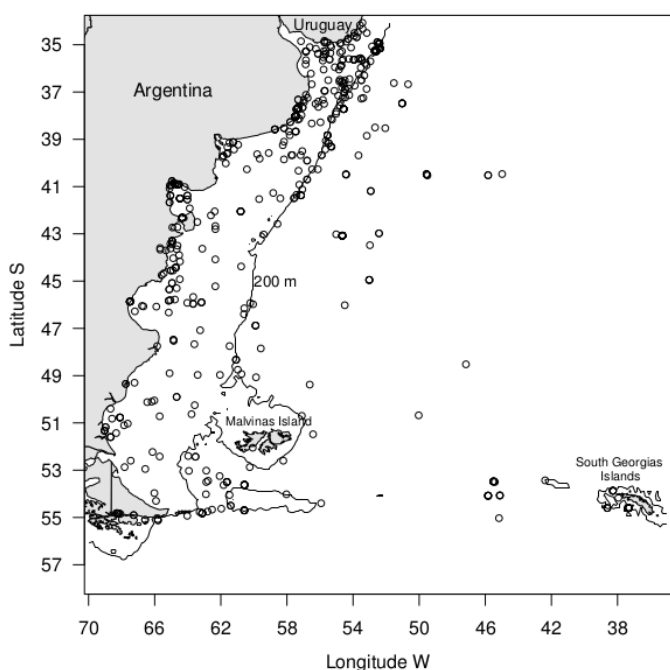 Uruguay
35
Argentina
37
39
41
43
Latitude S
45
200 m
47
49
51
Malvinas Island
53
South Georgias
Islands
55
57
70 66 62 58 54 50 46 42 38
Longitude W